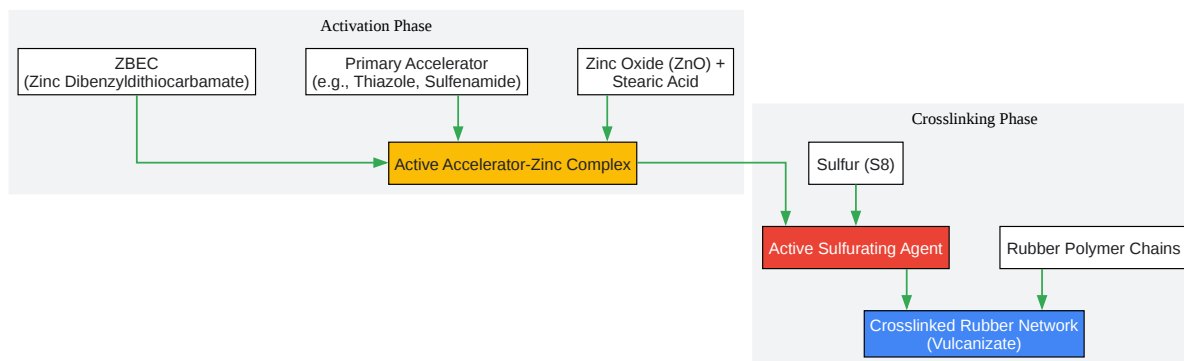 Activation Phase
ZBEC
(Zinc Dibenzyldithiocarbamate)
Primary Accelerator
(e.g., Thiazole, Sulfenamide)
Zinc Oxide (ZnO) +
Stearic Acid
Active Accelerator-Zinc Complex
Crosslinking Phase
Sulfur (S8)
Active Sulfurating Agent
Rubber Polymer Chains
Crosslinked Rubber Network
(Vulcanizate)